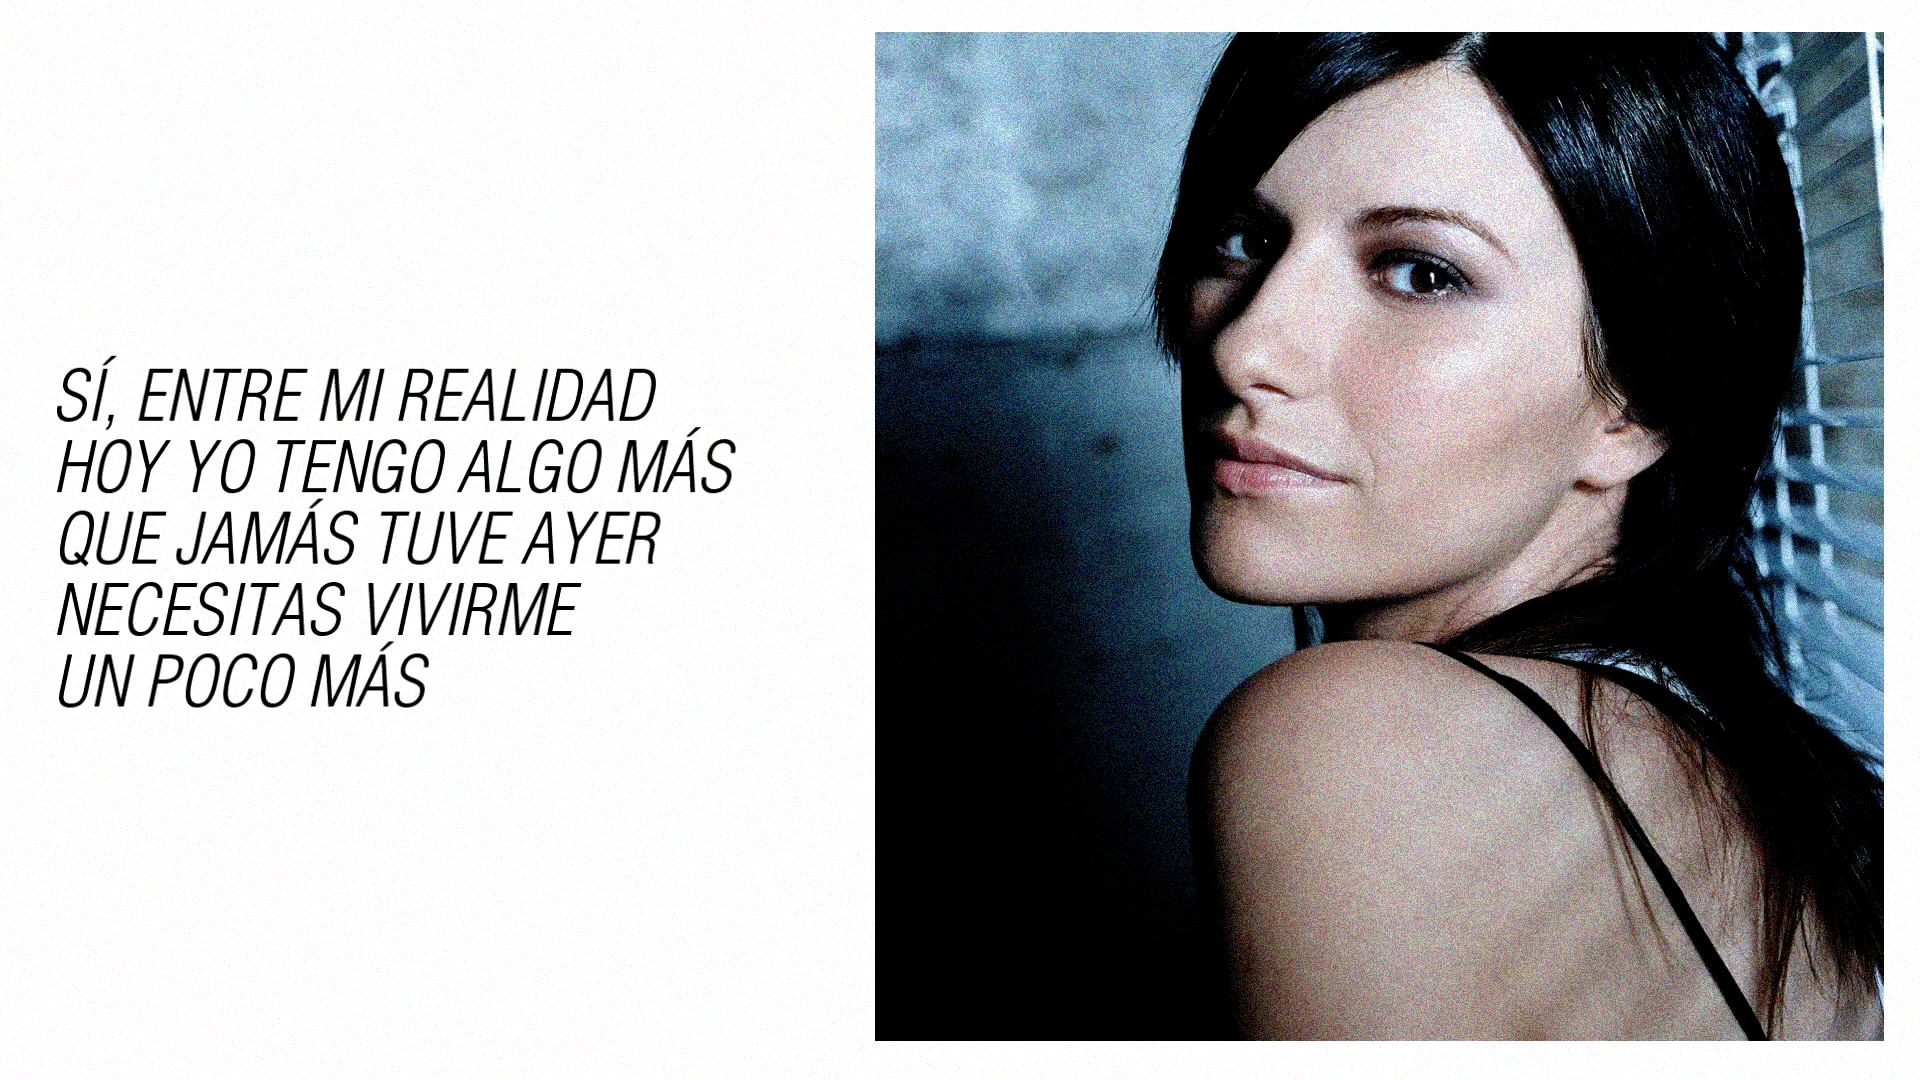 SÍ, ENTRE MI REALIDAD
HOY YO TENGO ALGO MÁS
QUE JAMÁS TUVE AYER
NECESITAS VIVIRME
UN POCO MÁS